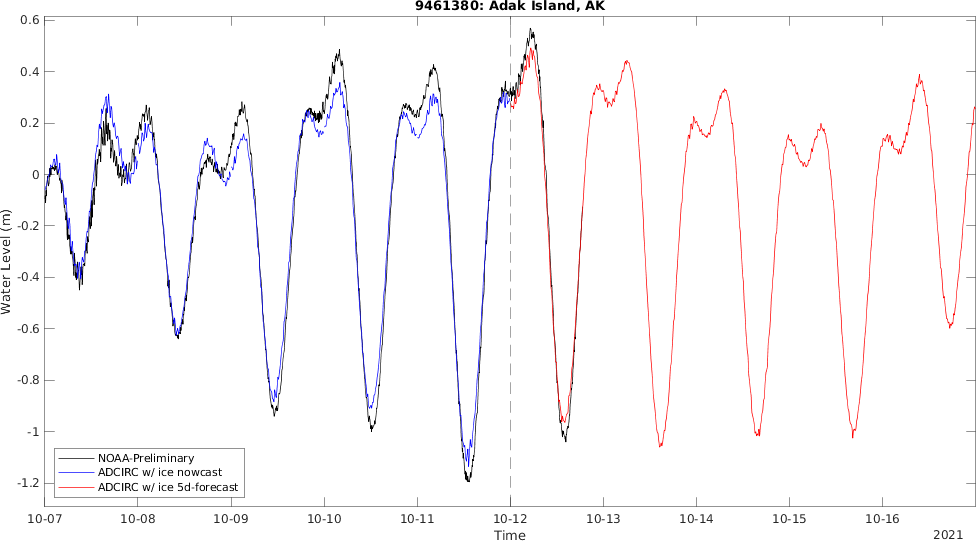 9461380: Adak Island, AK
0.6
0.4
0.2
0
-0.2
-0.4
-0.6
-0.8
-1
-1.2
Water Level (m)
NOAA-Preliminary
ADCIRC w/ ice nowcast
ADCIRC w/ ice 5d-forecast
10-07 10-08 10-09 10-10 10-11 10-12 10-13 10-14 10-15 10-16
Time
2021